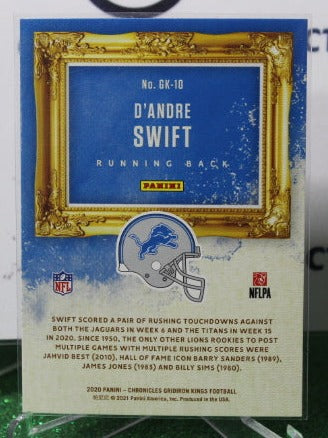 No. GK-10
D'ANDRE
SWIFT
RUNNING BACK
PANINI
NFL
NFLPA
SWIFT SCORED A PAIR OF RUSHING TOUCHDOWNS AGAINST
BOTH THE JAGUARS IN WEEK 6 AND THE TITANS IN WEEK 15
IN 2020. SINCE 1950, THE ONLY OTHER LIONS ROOKIES TO POST
MULTIPLE GAMES WITH MULTIPLE RUSHING SCORES WERE
JAHVID BEST (2010), HALL OF FAME ICON BARRY SANDERS (1989),
JAMES JONES (1983) AND BILLY SIMS (1980).
2020 PANINI - CHRONICLES GRIDIRON KINGS FOOTBALL
帕尼尼 © 2021 Panini America, Inc. Produced in the USA.